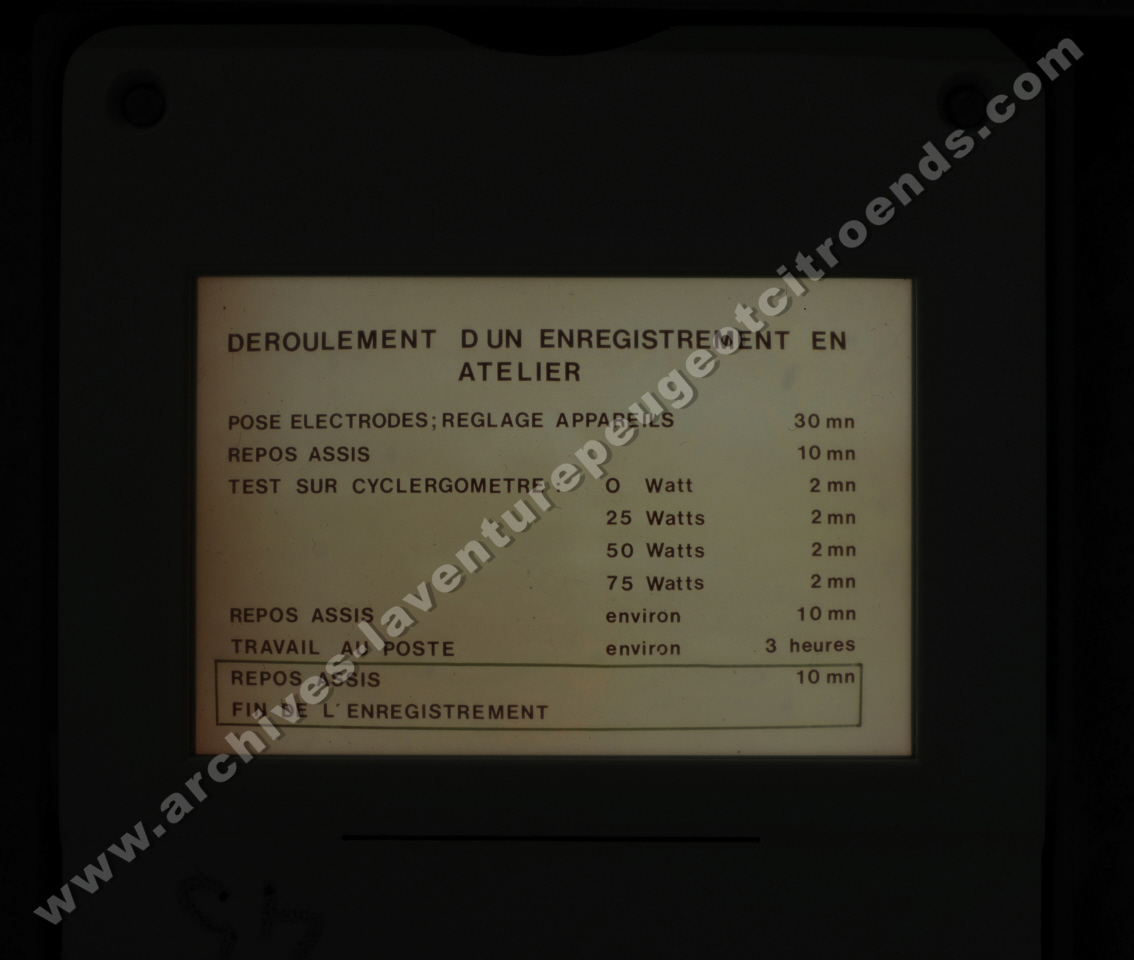 DEROULEMENT D UN ENREGISTREMENT EN
ATELIER
POSE ELECTRODES; REGLAGE APPAREILS 30 mn
REPOS ASSIS 10 mn
TEST SUR CYCLERGOMETRE : O Watt 2 mn
25 Watts 2 mn
50 Watts 2 mn
75 Watts 2 mn
REPOS ASSIS environ 10 mn
TRAVAIL AU POSTE environ 3 heures
REPOS ASSIS 10 mn
FIN DE L'ENREGISTREMENT
www.archives-laventurepeugeotcitroends.com